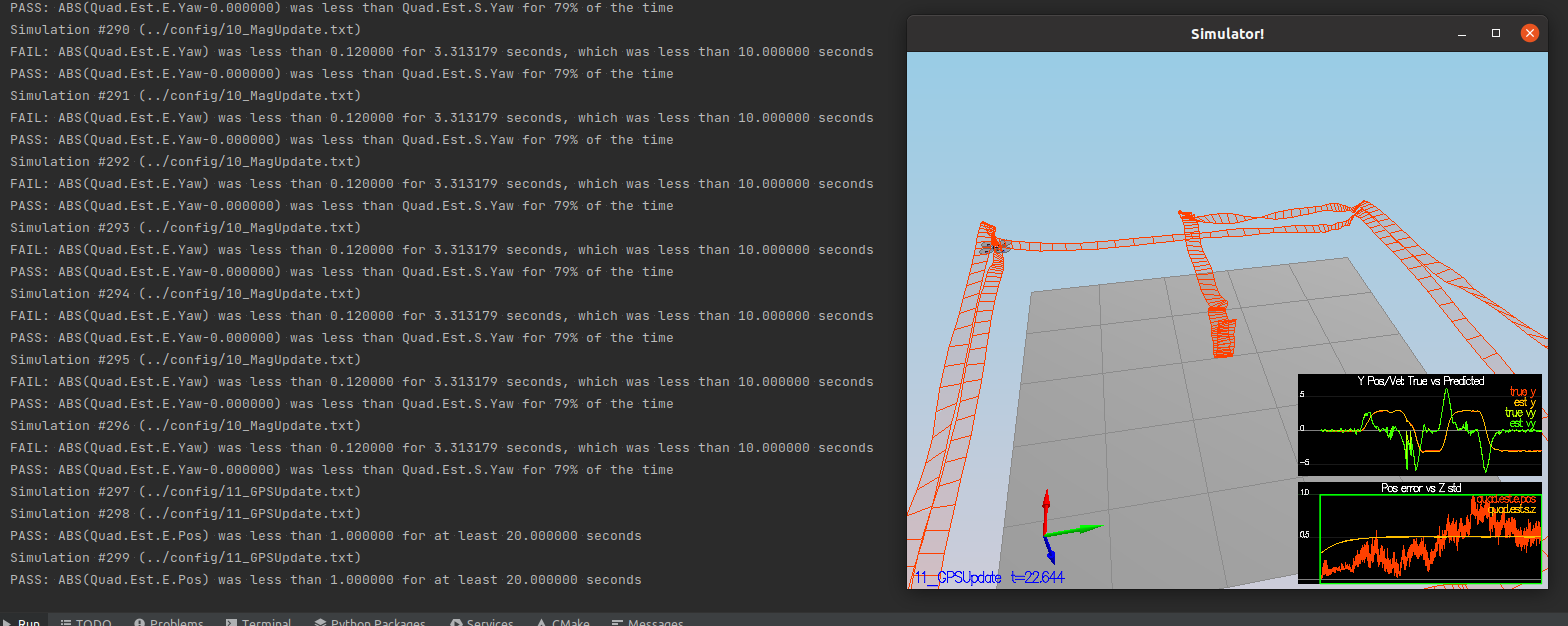 PASS: ABS(Quad.Est.E.Yaw-0.000000) was less than Quad.Est.S.Yaw for 79% of the time
Simulation #290 (../config/10_MagUpdate.txt)
FAIL: ABS(Quad.Est.E.Yaw) was less than 0.120000 for 3.313179 seconds, which was less than 10.000000 seconds
PASS: ABS(Quad.Est.E.Yaw-0.000000) was less than Quad.Est.S.Yaw for 79% of the time
Simulation #291 (../config/10_MagUpdate.txt)
FAIL: ABS(Quad.Est.E.Yaw) was less than 0.120000 for 3.313179 seconds, which was less than 10.000000 seconds
PASS: ABS(Quad.Est.E.Yaw-0.000000) was less than Quad.Est.S.Yaw for 79% of the time
Simulation #292 (../config/10_MagUpdate.txt)
FAIL: ABS(Quad.Est.E.Yaw) was less than 0.120000 for 3.313179 seconds, which was less than 10.000000 seconds
PASS: ABS(Quad.Est.E.Yaw-0.000000) was less than Quad.Est.S.Yaw for 79% of the time
Simulation #293 (../config/10_MagUpdate.txt)
FAIL: ABS(Quad.Est.E.Yaw) was less than 0.120000 for 3.313179 seconds, which was less than 10.000000 seconds
PASS: ABS(Quad.Est.E.Yaw-0.000000) was less than Quad.Est.S.Yaw for 79% of the time
Simulation #294 (../config/10_MagUpdate.txt)
FAIL: ABS(Quad.Est.E.Yaw) was less than 0.120000 for 3.313179 seconds, which was less than 10.000000 seconds
PASS: ABS(Quad.Est.E.Yaw-0.000000) was less than Quad.Est.S.Yaw for 79% of the time
Simulation #295 (../config/10_MagUpdate.txt)
FAIL: ABS(Quad.Est.E.Yaw) was less than 0.120000 for 3.313179 seconds, which was less than 10.000000 seconds
PASS: ABS(Quad.Est.E.Yaw-0.000000) was less than Quad.Est.S.Yaw for 79% of the time
Simulation #296 (../config/10_MagUpdate.txt)
FAIL: ABS(Quad.Est.E.Yaw) was less than 0.120000 for 3.313179 seconds, which was less than 10.000000 seconds
PASS: ABS(Quad.Est.E.Yaw-0.000000) was less than Quad.Est.S.Yaw for 79% of the time
Simulation #297 (../config/11_GPSUpdate.txt)
Simulation #298 (../config/11_GPSUpdate.txt)
PASS: ABS(Quad.Est.E.Pos) was less than 1.000000 for at least 20.000000 seconds
Simulation #299 (../config/11_GPSUpdate.txt)
PASS: ABS(Quad.Est.E.Pos) was less than 1.000000 for at least 20.000000 seconds
Simulator!
Y Pos/Vel: True vs Predicted
true y
est y
true vy
est vy
5
0
-5
Pos error vs Z std
quad.est.e.pos
quad.est.s.z
1.0
0.5
11_GPSUpdate t=22.644
Run TODO Problems Terminal Python Packages Services CMake Messages